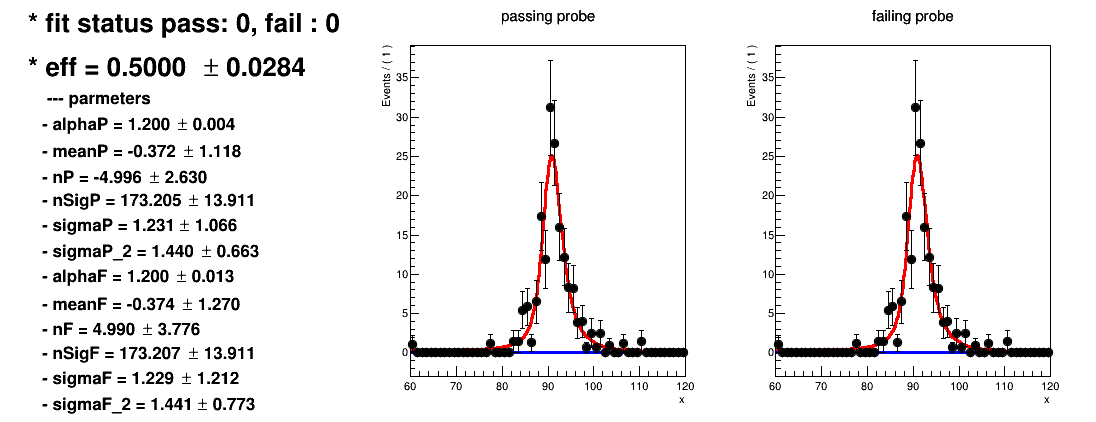 * fit status pass: 0, fail : 0
* eff = 0.5000 ± 0.0284
--- parmeters
- alphaP = 1.200 ± 0.004
- meanP = -0.372 ± 1.118
- nP = -4.996 ± 2.630
- nSigP = 173.205 ± 13.911
- sigmaP = 1.231 ± 1.066
- sigmaP_2 = 1.440 ± 0.663
- alphaF = 1.200 ± 0.013
- meanF = -0.374 ± 1.270
- nF = 4.990 ± 3.776
- nSigF = 173.207 ± 13.911
- sigmaF = 1.229 ± 1.212
- sigmaF_2 = 1.441 ± 0.773
passing probe
Events / ( 1 )
35
30
25
20
15
10
5
0
60 70 80 90 100 110 120
x
failing probe
Events / ( 1 )
35
30
25
20
15
10
5
0
60 70 80 90 100 110 120
x